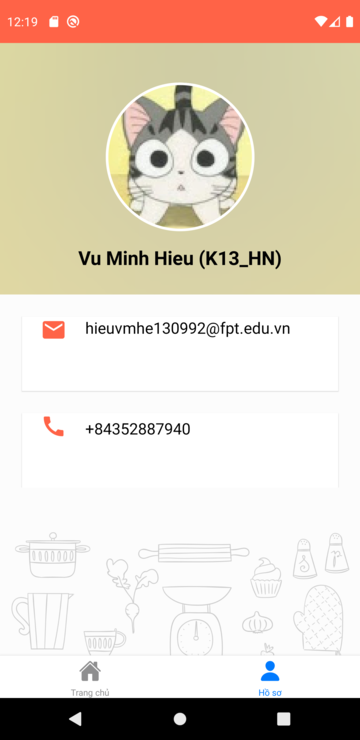 12:19
Vu Minh Hieu (K13_HN)
hieuvmhe130992@fpt.edu.vn
+84352887940
Trang chủ
Hồ sơ